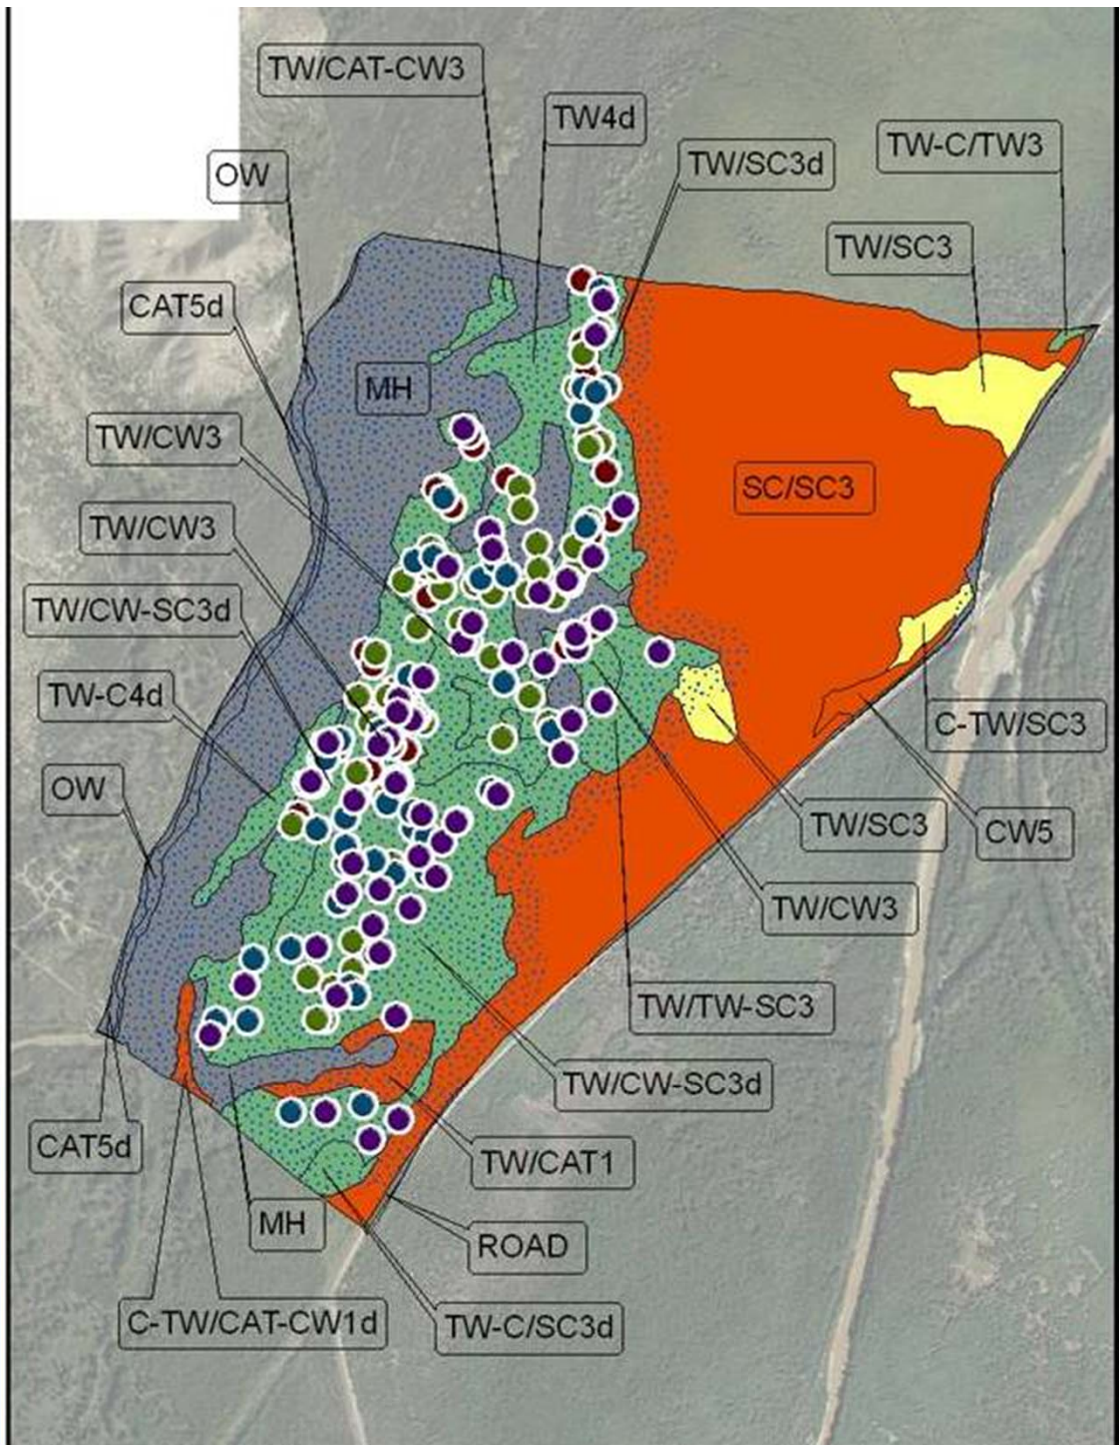 TW/CAT-CW3
TW4d
TW-C/TW3
TW/SC3d
OW
TW/SC3
CAT5d
MH
TW/CW3
SC/SC3
TW/CW3
TW/CW-SC3d
TW-C4d
C-TW/SC3
OW
TW/SC3
CW5
TW/CW3
TW/TW-SC3
TW/CW-SC3d
CAT5d
TW/CAT1
MH
ROAD
C-TW/CAT-CW1d
TW-C/SC3d